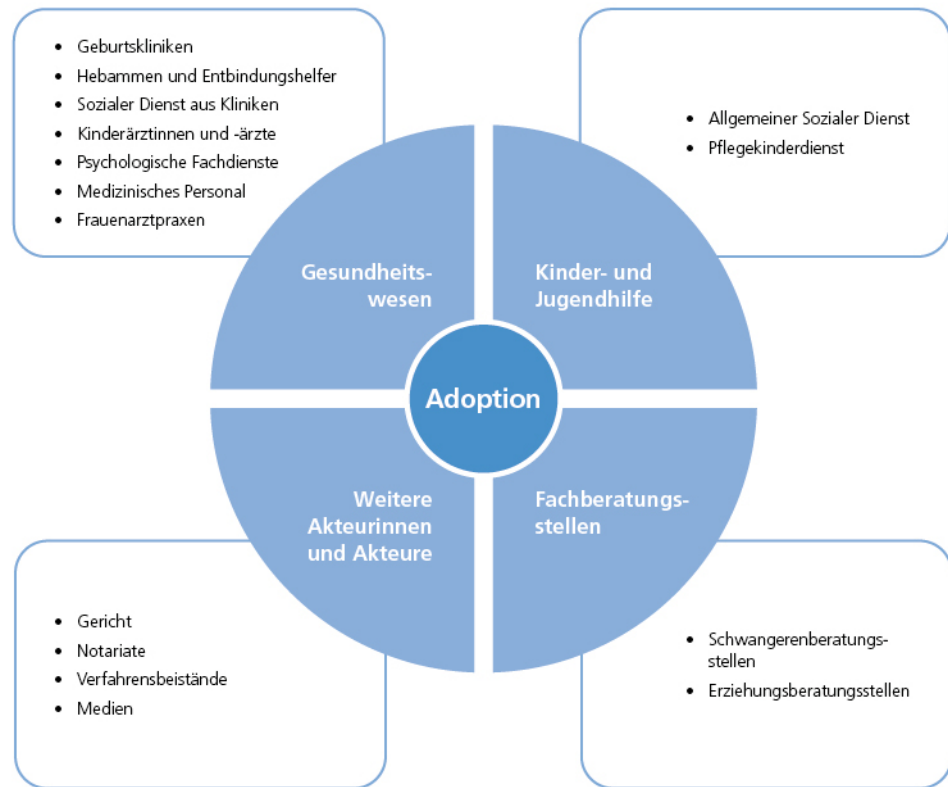 • Geburtskliniken
• Hebammen und Entbindungshelfer
• Sozialer Dienst aus Kliniken
• Kinderärztinnen und -ärzte
• Psychologische Fachdienste
• Medizinisches Personal
• Frauenarztpraxen
• Allgemeiner Sozialer Dienst
• Pflegekinderdienst
Gesundheits-
wesen
Kinder- und
Jugendhilfe
Adoption
Weitere
Akteurinnen
und Akteure
Fachberatungs-
stellen
• Gericht
• Notariate
• Verfahrensbeistände
• Medien
• Schwangerenberatungs-
stellen
• Erziehungsberatungsstellen